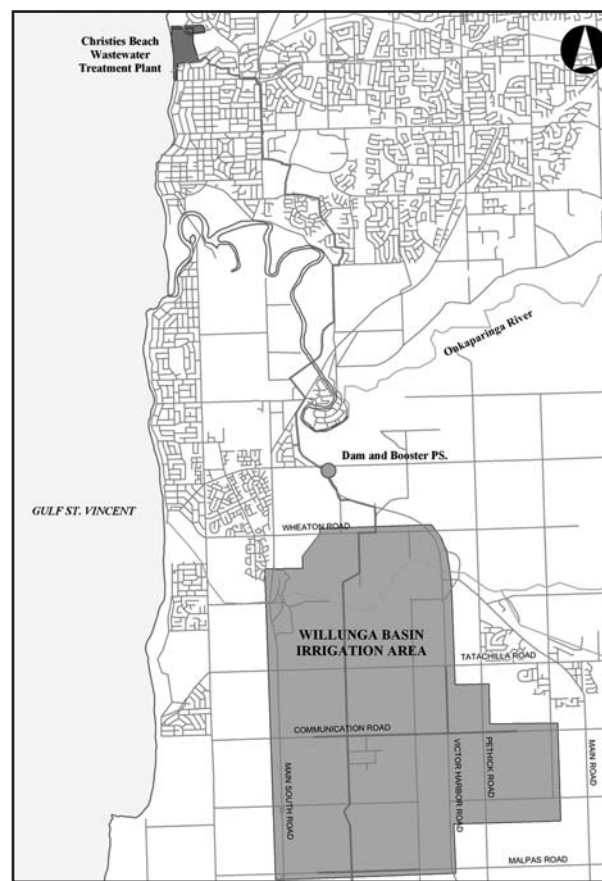 Christies Beach
Wastewater
Treatment Plant
Onkaparinga River
Dam and Booster PS.
GULF ST. VINCENT
WHEATON ROAD
WILLUNGA BASIN
IRRIGATION AREA
TATACHILLA ROAD
COMMUNICATION ROAD
MAIN SOUTH ROAD
VICTOR HARBOR ROAD
PETHICK ROAD
MAIN ROAD
MALPAS ROAD